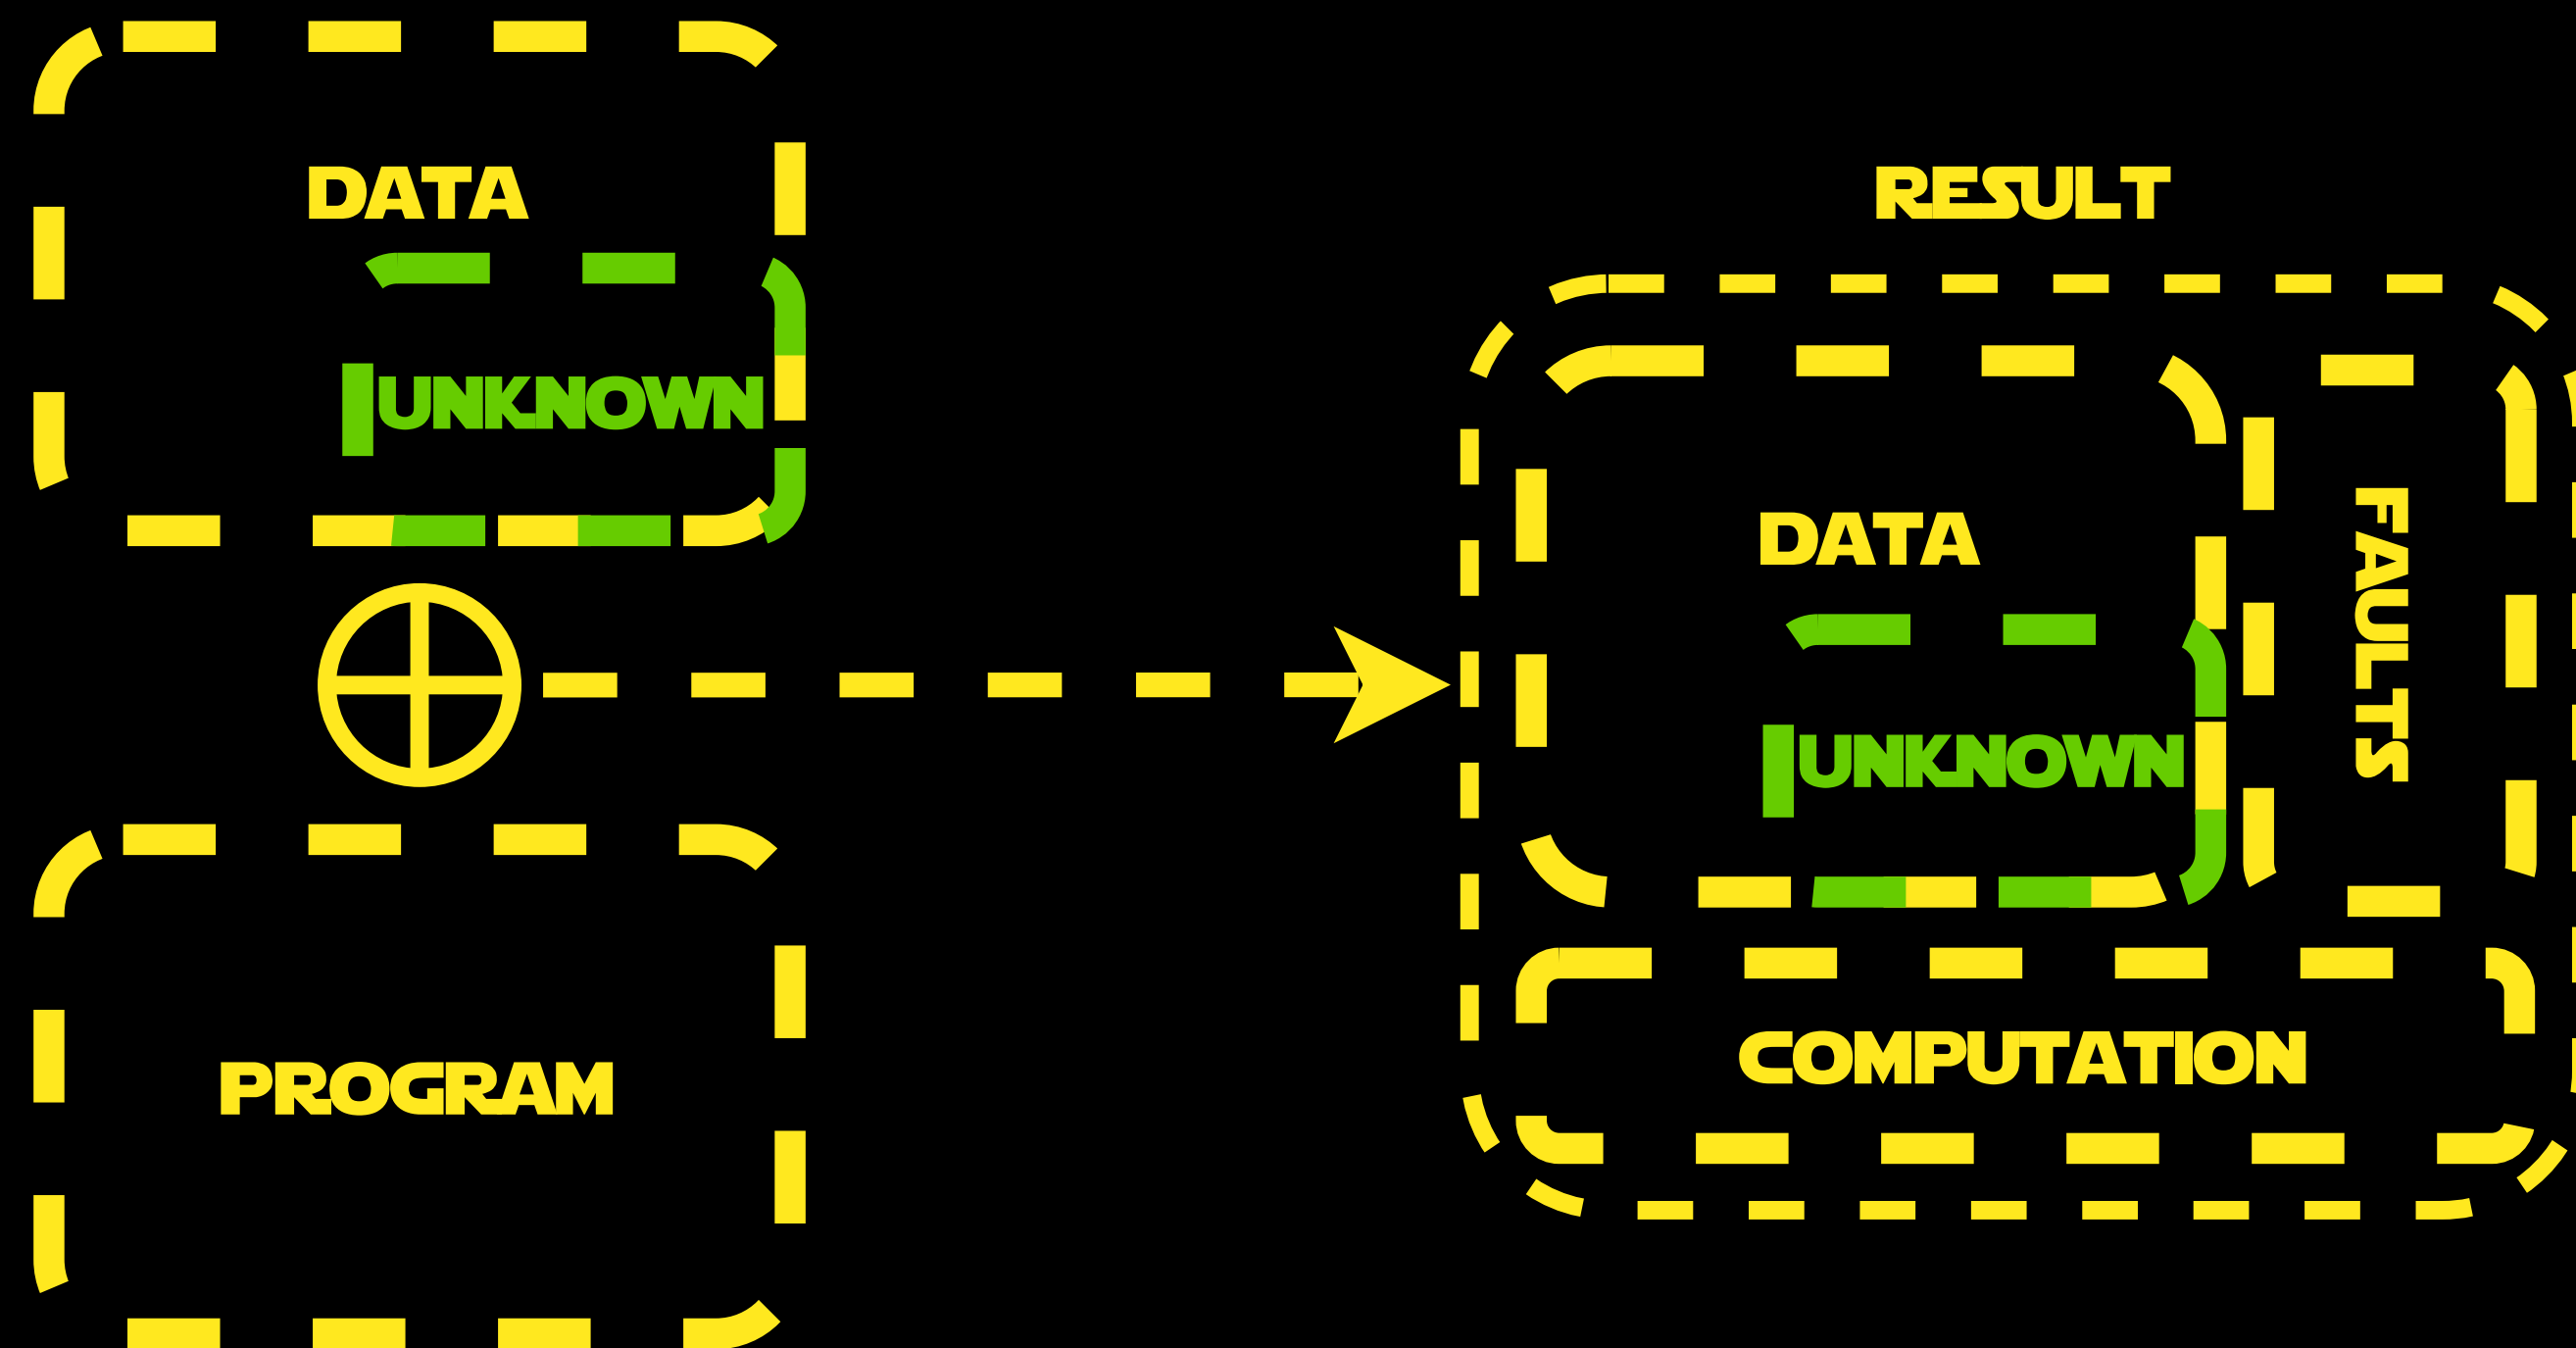 DATA
UNKNOWN
PROGRAM
RESULT
DATA
UNKNOWN
FAULTS
COMPUTATION